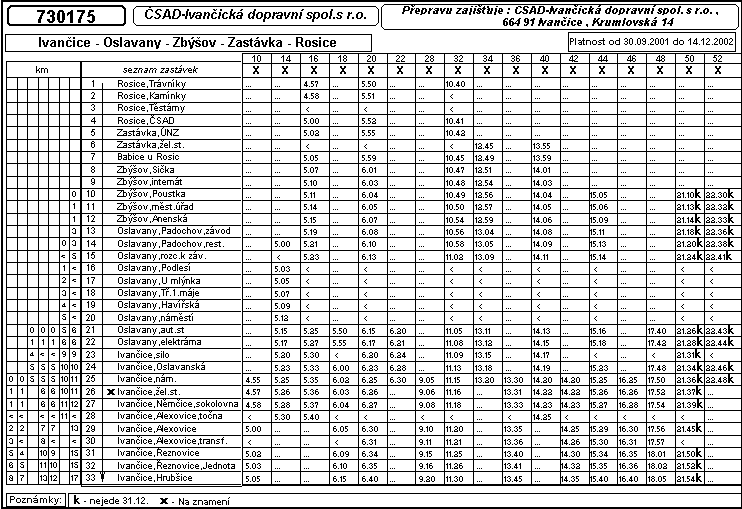 730175
ČSAD-Ivančická dopravní spol.s r.o.
Přepravu zajišťuje : ČSAD-Ivančická dopravní spol.s r.o. ,
664 91 Ivančice , Krumlovská 14
Ivančice - Oslavany - Zbýšov - Zastávka - Rosice
Platnost od 30.09.2001 do 14.12.2002
10 14 16 18 20 22 28 32 34 36 40 42 44 46 48 50 52
km seznam zastávek X X X X X X X X X X X X X X X X X
1 Rosice,Trávníky ... ... 4.57 ... 5.50 ... ... 10.40 ... ... ... ... ... ... ... ... ...
2 Rosice,Kamínky ... ... 4.58 ... 5.51 ... ... < ... ... ... ... ... ... ... ... ...
3 Rosice,Těstárny ... ... < ... < ... ... < ... ... ... ... ... ... ... ... ...
4 Rosice,ČSAD ... ... 5.00 ... 5.52 ... ... 10.41 ... ... ... ... ... ... ... ... ...
5 Zastávka,ÚNZ ... ... 5.02 ... 5.55 ... ... 10.42 ... ... ... ... ... ... ... ... ...
6 Zastávka,žel.st. ... ... < ... < ... ... < 12.45 ... 13.55 ... ... ... ... ... ...
7 Babice u Rosic ... ... 5.05 ... 5.59 ... ... 10.45 12.49 ... 13.59 ... ... ... ... ... ...
8 Zbýšov,Sička ... ... 5.07 ... 6.01 ... ... 10.47 12.51 ... 14.01 ... ... ... ... ... ...
9 Zbýšov,internát ... ... 5.10 ... 6.03 ... ... 10.48 12.54 ... 14.03 ... ... ... ... ... ...
0 10 Zbýšov,Poustka ... ... 5.11 ... 6.04 ... ... 10.49 12.56 ... 14.04 ... 15.05 ... ... 21.10k 22.30k
1 11 Zbýšov,měst.úřad ... ... 5.14 ... 6.05 ... ... 10.50 12.57 ... 14.05 ... 15.06 ... ... 21.13k 22.32k
1 12 Zbýšov,Anenská ... ... 5.15 ... 6.07 ... ... 10.54 12.59 ... 14.06 ... 15.09 ... ... 21.14k 22.33k
3 13 Oslavany,Padochov,závod ... ... 5.19 ... 6.08 ... ... 10.56 13.04 ... 14.08 ... 15.11 ... ... 21.18k 22.36k
0 3 14 Oslavany,Padochov,rest. ... 5.00 5.21 ... 6.10 ... ... 10.58 13.05 ... 14.09 ... 15.13 ... ... 21.20k 22.38k
< 5 15 Oslavany,rozc.k záv. ... < 5.23 ... 6.13 ... ... 11.02 13.09 ... 14.11 ... 15.14 ... ... 21.24k 22.41k
1 < 16 Oslavany,Podlesí ... 5.03 < ... < ... ... < < ... < ... < ... ... < <
2 < 17 Oslavany,U mlýnka ... 5.05 < ... < ... ... < < ... < ... < ... ... < <
3 < 18 Oslavany,Tř.1.máje ... 5.07 < ... < ... ... < < ... < ... < ... ... < <
4 < 19 Oslavany,Havířská ... 5.09 < ... < ... ... < < ... < ... < ... ... < <
5 < 20 Oslavany,náměstí ... 5.12 < ... < ... ... < < ... < ... < ... ... < <
0 0 0 5 6 21 Oslavany,aut.st ... 5.15 5.25 5.50 6.15 6.20 ... 11.05 13.11 ... 14.13 ... 15.16 ... 17.40 21.26k 22.43k
1 1 1 6 6 22 Oslavany,elektrárna ... 5.17 5.27 5.55 6.17 6.21 ... 11.08 13.12 ... 14.15 ... 15.18 ... 17.42 21.28k 22.44k
4 < < 9 9 23 Ivančice,silo ... 5.20 5.30 < 6.20 6.24 ... 11.09 13.15 ... 14.17 ... < ... < 21.31k <
5 5 5 10 10 24 Ivančice,Oslavanská ... 5.23 5.33 5.59 6.22 6.27 ... 11.13 13.18 ... 14.18 ... 15.23 ... 17.48 21.34k 22.46k
0 0 5 5 5 10 11 25 Ivančice,nám. 4.55 5.25 5.35 6.00 6.25 6.30 9.05 11.15 13.20 13.30 14.20 14.20 15.25 16.25 17.50 21.36k 22.48k
1 1 6 6 11 26 X Ivančice,žel.st. 4.57 5.26 5.36 6.03 6.26 ... 9.06 11.16 ... 13.31 14.22 14.22 15.26 16.26 17.52 21.37k ...
1 1 6 6 11 12 27 Ivančice,Němčice,sokolovna 4.58 5.28 5.37 6.04 6.27 ... 9.08 11.18 ... 13.33 14.23 14.23 15.27 16.28 17.54 21.39k ...
< < < < 11 < 28 Ivančice,Alexovice,točna < 5.30 5.40 < < ... < < ... < 14.25 < < < < < ...
2 2 7 7 13 29 Ivančice,Alexovice 5.00 ... ... 6.05 6.30 ... 9.10 11.20 ... 13.35 ... 14.25 15.29 16.30 17.56 21.45k ...
3 < 8 < < 30 Ivančice,Alexovice,transf. < ... ... < 6.31 ... 9.11 11.21 ... 13.36 ... 14.26 15.30 16.31 17.57 < ...
5 4 10 9 15 31 Ivančice,Řeznovice 5.02 ... ... 6.09 6.34 ... 9.15 11.25 ... 13.40 ... 14.31 15.34 16.35 18.01 21.50k ...
6 5 11 10 15 32 Ivančice,Řeznovice,Jednota 5.03 ... ... 6.10 6.35 ... 9.16 11.26 ... 13.41 ... 14.32 15.35 16.36 18.02 21.52k ...
8 7 13 12 17 33 Ivančice,Hrubšice 5.05 ... ... 6.15 6.40 ... 9.20 11.30 ... 13.45 ... 14.35 15.40 16.40 18.05 21.54k ...
Poznámky: k - nejede 31.12. X - Na znamení